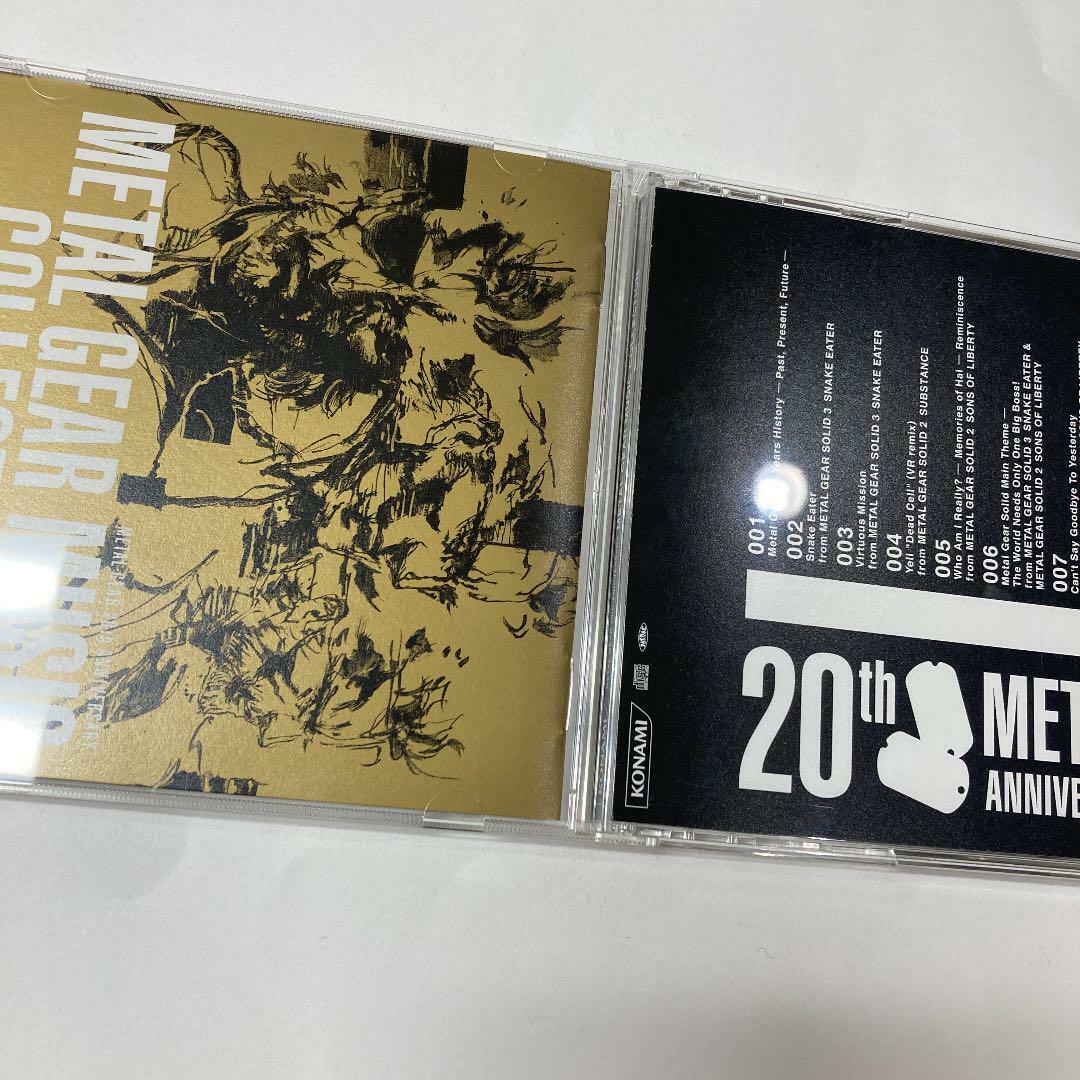 METAL GEAR MUSIC
METAL GEAR 20th ANNIVERSARY
001
Metal Years History — Past, Present, Future —
002
Snake Eater
from METAL GEAR SOLID 3 SNAKE EATER
003
Virtuous Mission
from METAL GEAR SOLID 3 SNAKE EATER
004
Yell "Dead Cell" (VR remix)
from METAL GEAR SOLID 2 SUBSTANCE
005
Who Am I Really? — Memories of Hal — Reminiscence
from METAL GEAR SOLID 2 SONS OF LIBERTY
006
Metal Gear Solid Main Theme —
The World Needs Only One Big Boss!
from METAL GEAR SOLID 3 SNAKE EATER &
METAL GEAR SOLID 2 SONS OF LIBERTY
007
Can't Say Goodbye To Yesterday
20th
MET
ANNIVE
KONAMI
disc